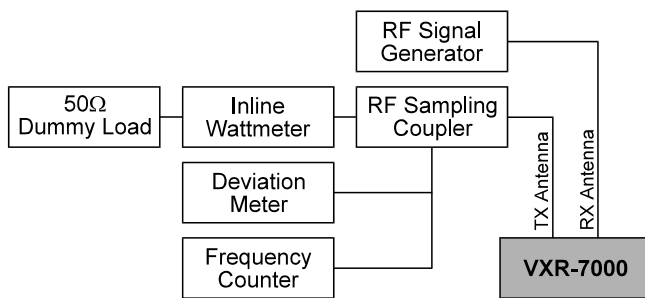 RF Signal
Generator
50Ω
Dummy Load
Inline
Wattmeter
RF Sampling
Coupler
Deviation
Meter
Frequency
Counter
TX Antenna
RX Antenna
VXR-7000